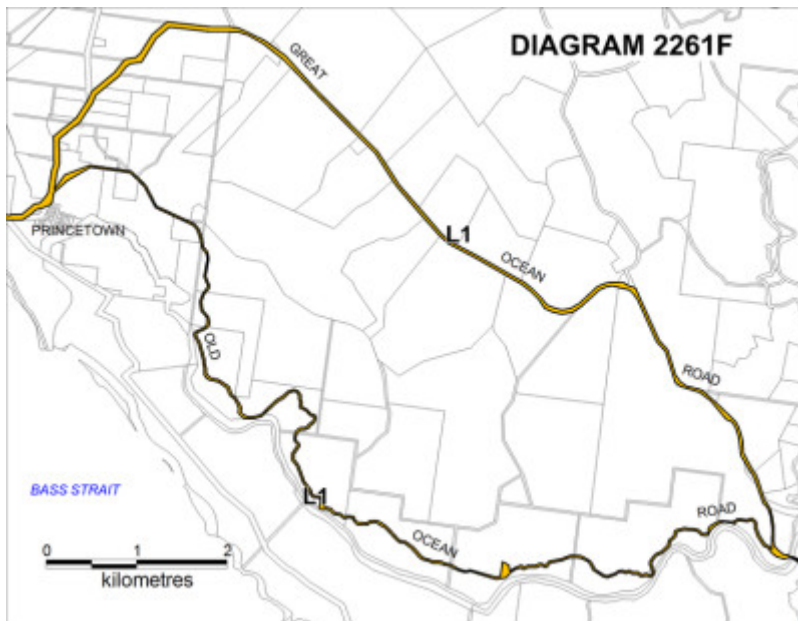 DIAGRAM 2261F
GREAT
L1
OCEAN
ROAD
PRINCETOWN
OLD
L1
OCEAN
ROAD
BASS STRAIT
0 1 2
kilometres